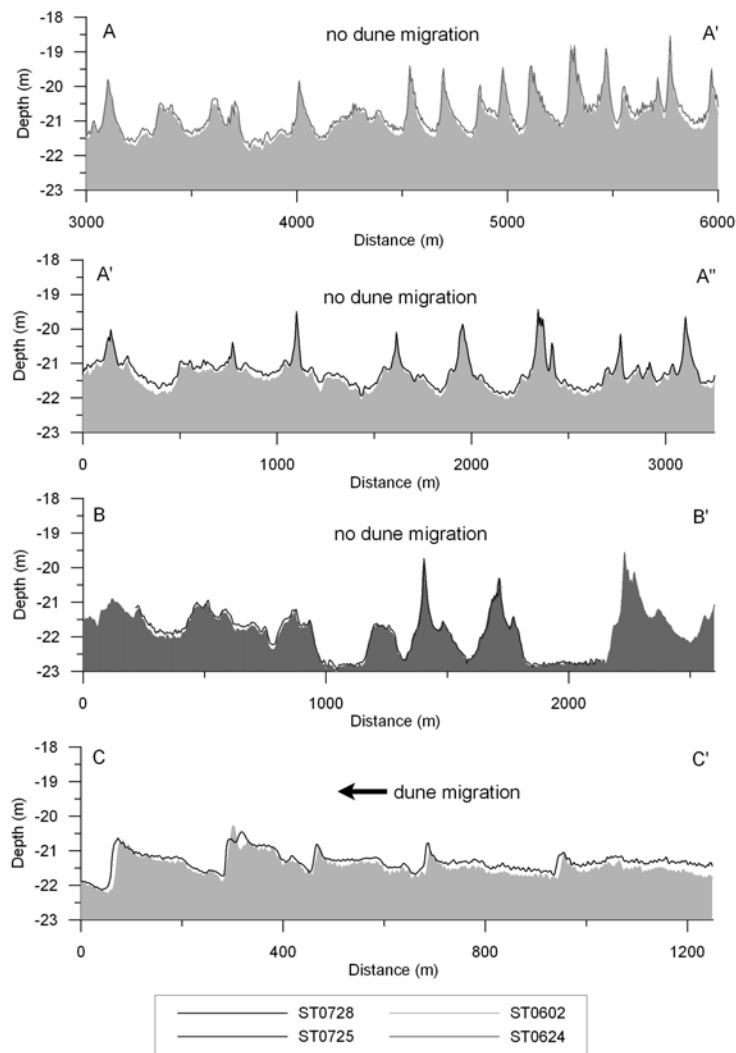 A
no dune migration
A'
Depth (m)
-18
-19
-20
-21
-22
-23
3000
4000
5000
6000
Distance (m)
A'
no dune migration
A''
Depth (m)
-18
-19
-20
-21
-22
-23
0
1000
2000
3000
Distance (m)
B
no dune migration
B'
Depth (m)
-18
-19
-20
-21
-22
-23
0
1000
2000
Distance (m)
C
dune migration
C'
Depth (m)
-18
-19
-20
-21
-22
-23
0
400
800
1200
Distance (m)
ST0728
ST0602
ST0725
ST0624